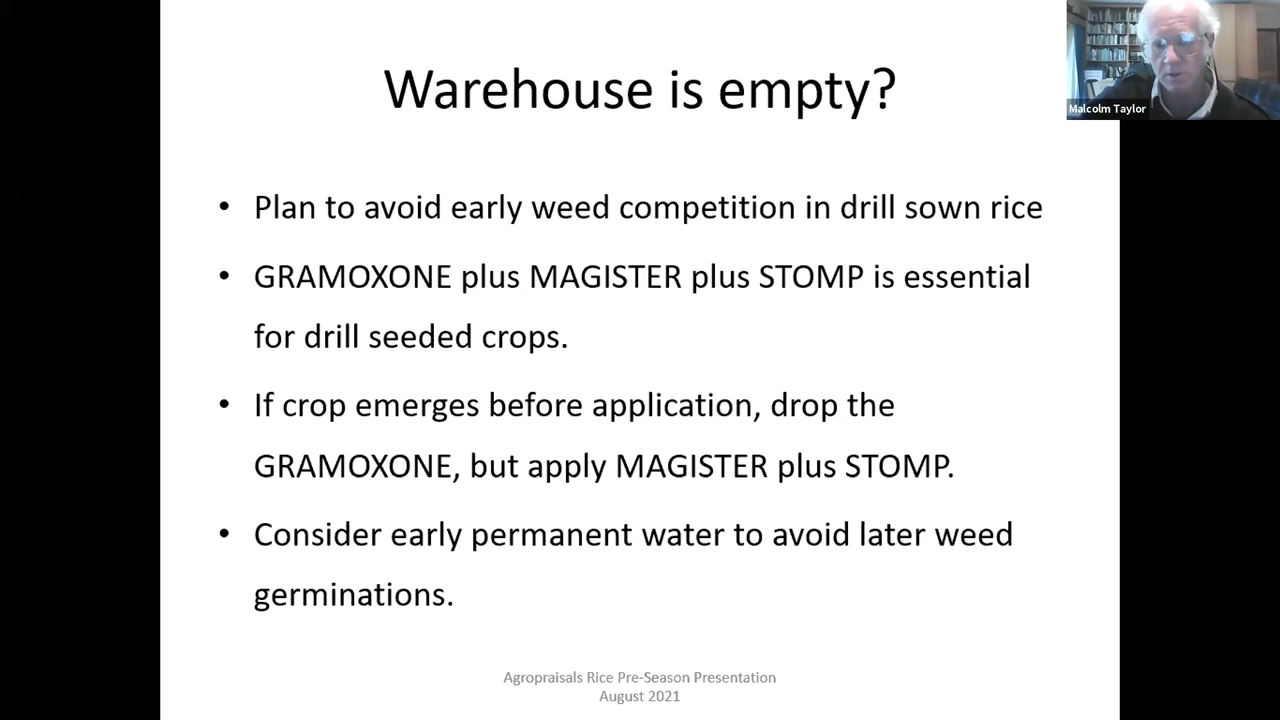 Warehouse is empty?
Malcolm Taylor
• Plan to avoid early weed competition in drill sown rice
• GRAMOXONE plus MAGISTER plus STOMP is essential
for drill seeded crops.
• If crop emerges before application, drop the
GRAMOXONE, but apply MAGISTER plus STOMP.
• Consider early permanent water to avoid later weed
germinations.
Agropraisals Rice Pre-Season Presentation
August 2021